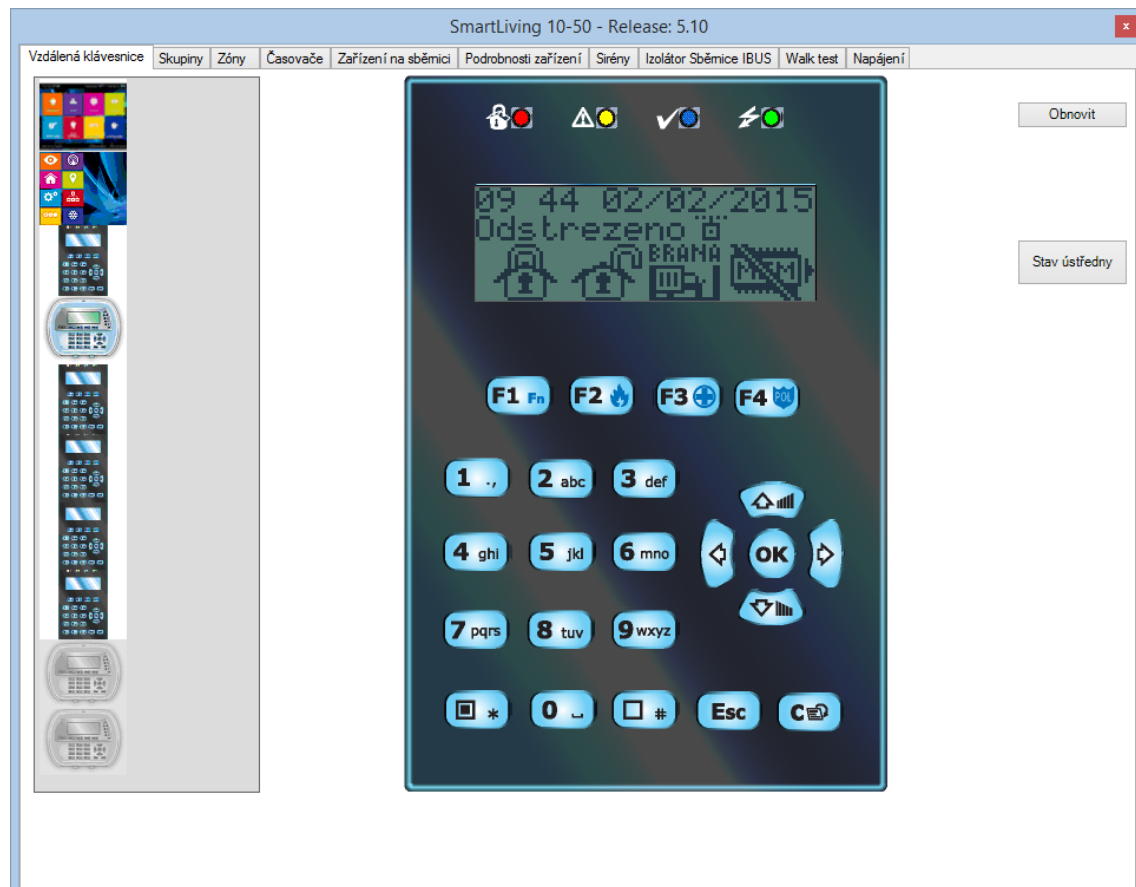 SmartLiving 10-50 - Release: 5.10
x
Vzdálená klávesnice Skupiny Zóny Časovače Zařízení na sběrnici Podrobnosti zařízení Sirény Izolátor Sběrnice IBUS Walk test Napájení
Obnovit
09 44 02/02/2015
Odstrezeno
BRAMA
MEM
Stav ústředny
F1 Fn F2 F3 F4 POL
1 ., 2 abc 3 def
4 ghi 5 jkl 6 mno OK
7 pqrs 8 tuv 9 wxyz
* 0 # Esc C